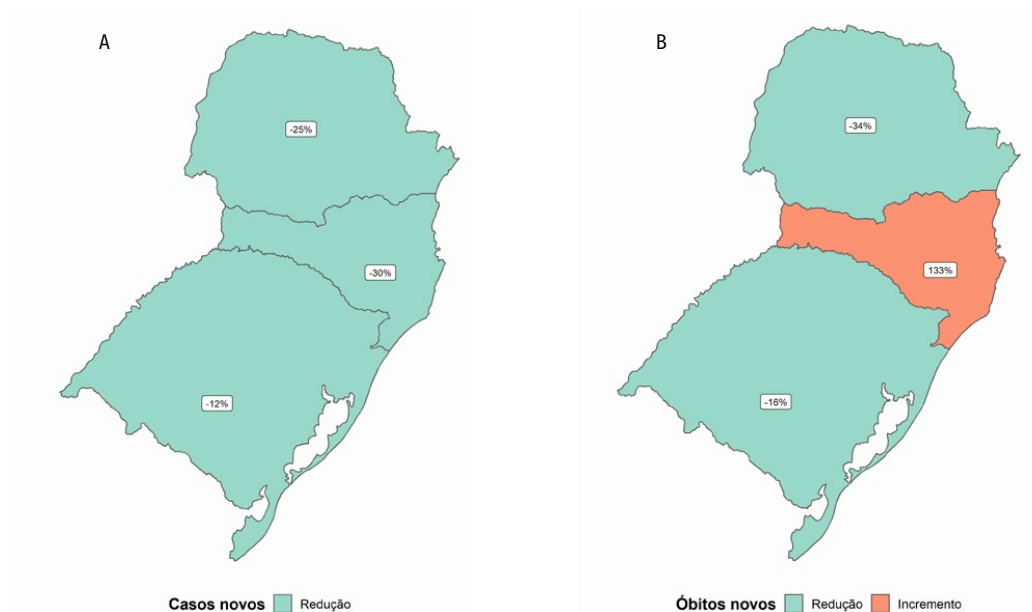 A
-25%
-30%
-12%
Casos novos Redução
B
-34%
133%
-16%
Óbitos novos Redução Incremento